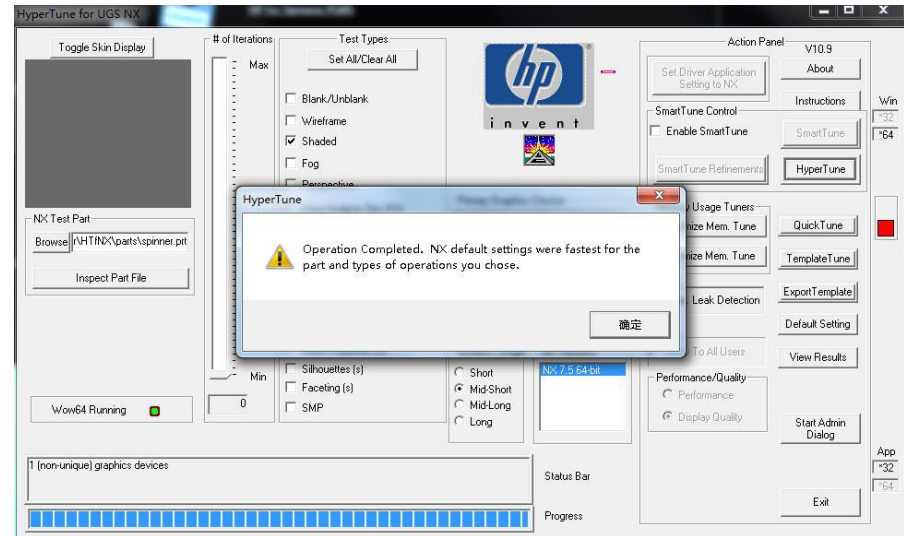 HyperTune for UGS NX
Toggle Skin Display
# of Iterations
Max
Min
0
Test Types
Set All/Clear All
Blank/Unblank
Wireframe
Shaded
Fog
Perspective
Silhouettes (s)
Faceting (s)
SMP
hp
invent
Action Panel
V10.9
Set Driver Application
Setting to NX
About
Instructions
SmartTune Control
Enable SmartTune
SmartTune
SmartTune Refinements
HyperTune
Win
*32
*64
NX Test Part
Browse
r\HTfNX\parts\spinner.prt
Inspect Part File
HyperTune
Operation Completed. NX default settings were fastest for the
part and types of operations you chose.
确定
Usage Tuners
Mem. Tune
QuickTune
Mem. Tune
TemplateTune
Leak Detection
ExportTemplate
Default Setting
To All Users
View Results
Short
Mid-Short
Mid-Long
Long
NX 7.5 64-bit
Performance/Quality
Performance
Display Quality
Start Admin
Dialog
Wow64 Running
1 (non-unique) graphics devices
Status Bar
Progress
App
*32
*64
Exit